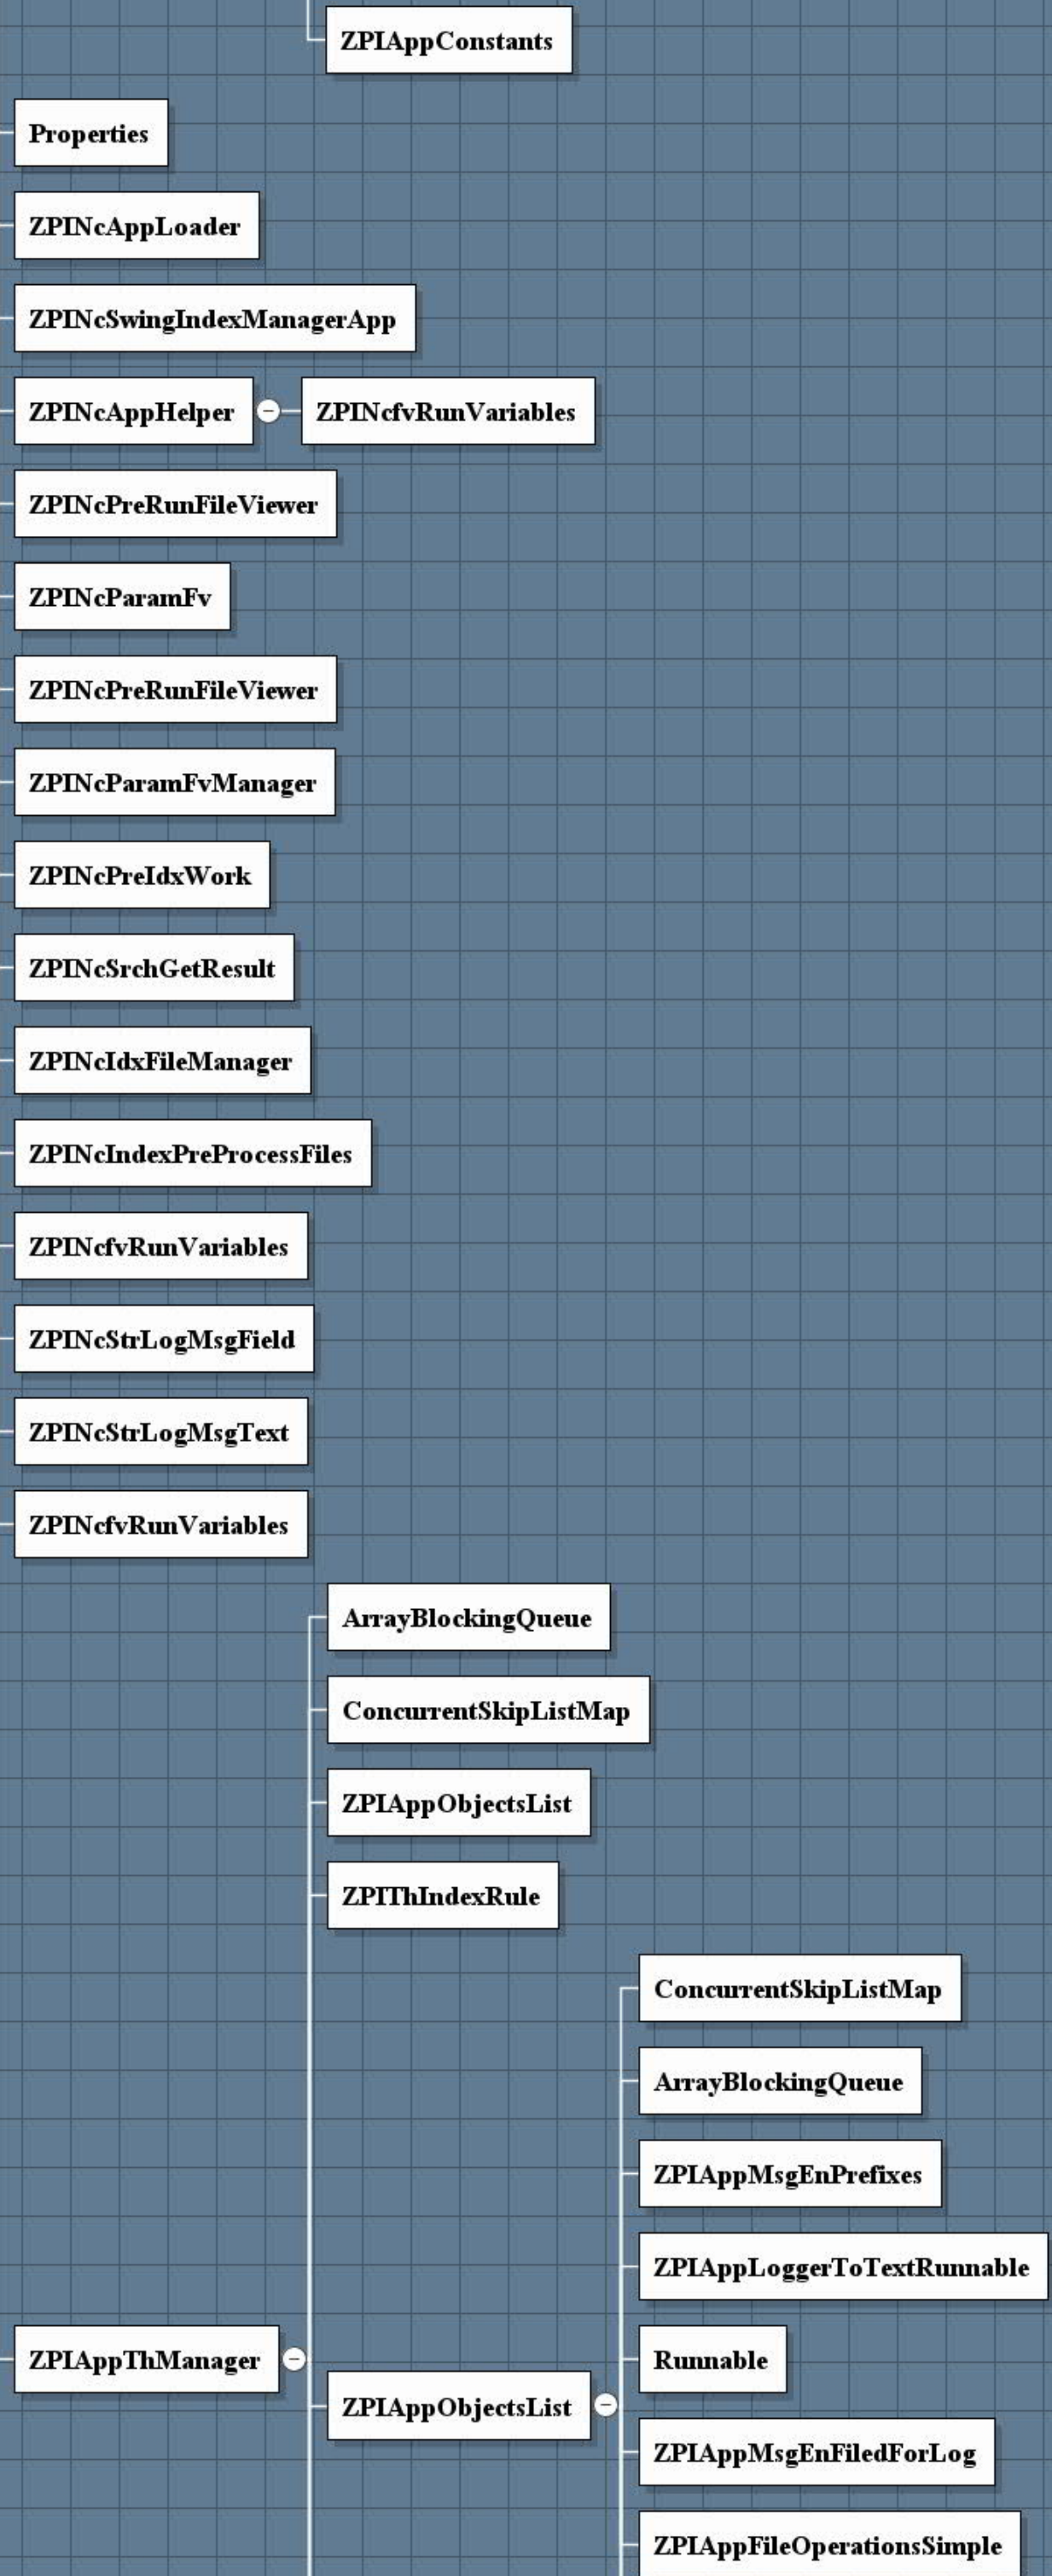 ZPIAppConstants
Properties
ZPINcAppLoader
ZPINcSwingIndexManagerApp
ZPINcAppHelper
ZPINcfvRunVariables
ZPINcPreRunFileViewer
ZPINcParamFv
ZPINcPreRunFileViewer
ZPINcParamFvManager
ZPINcPreIdxWork
ZPINcSrchGetResult
ZPINcIdxFileManager
ZPINcIndexPreProcessFiles
ZPINcfvRunVariables
ZPINcStrLogMsgField
ZPINcStrLogMsgText
ZPINcfvRunVariables
ArrayBlockingQueue
ConcurrentSkipListMap
ZPIAppObjectsList
ZPIThIndexRule
ConcurrentSkipListMap
ArrayBlockingQueue
ZPIAppMsgEnPrefixes
ZPIAppLoggerToTextRunnable
ZPIAppThManager
Runnable
ZPIAppObjectsList
ZPIAppMsgEnFiledForLog
ZPIAppFileOperationsSimple